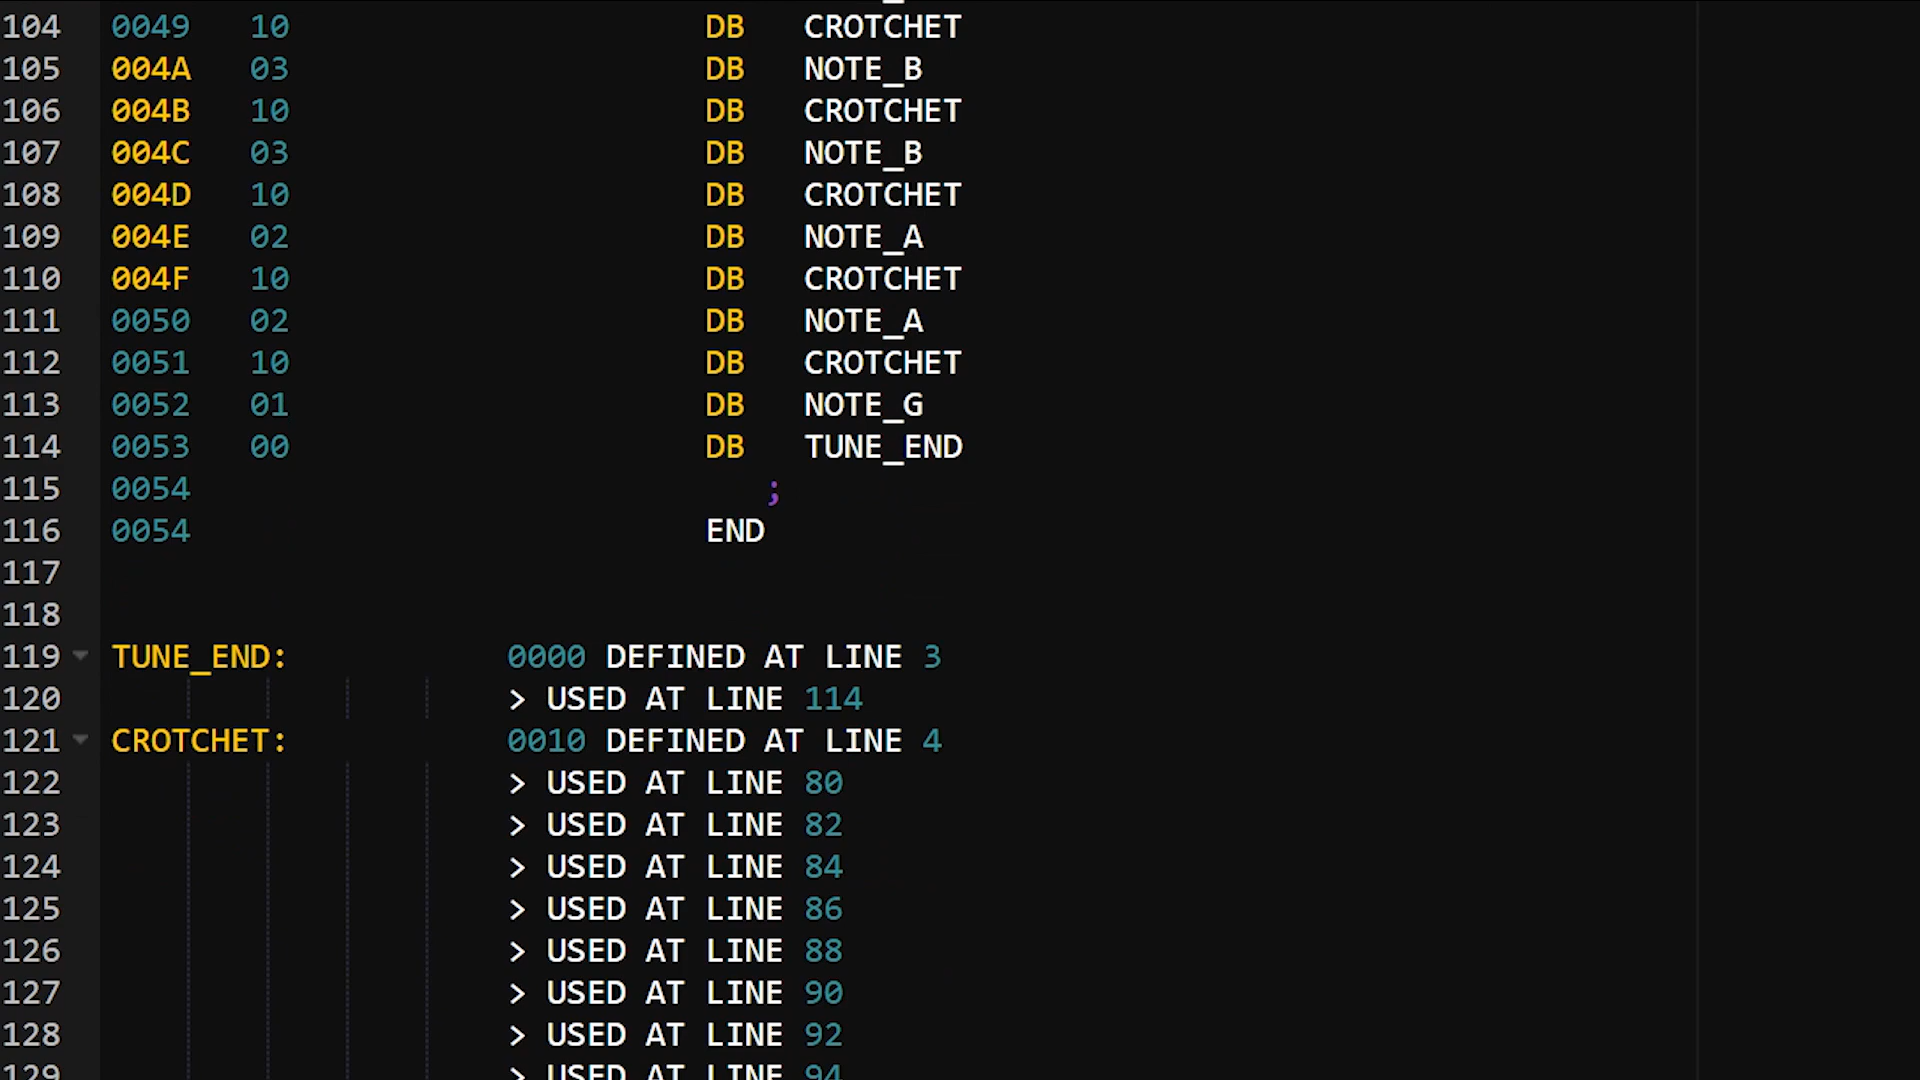 104 0049 10 DB CROTCHET
105 004A 03 DB NOTE_B
106 004B 10 DB CROTCHET
107 004C 03 DB NOTE_B
108 004D 10 DB CROTCHET
109 004E 02 DB NOTE_A
110 004F 10 DB CROTCHET
111 0050 02 DB NOTE_A
112 0051 10 DB CROTCHET
113 0052 01 DB NOTE_G
114 0053 00 DB TUNE_END
115 0054 ;
116 0054 END
117
118
119 TUNE_END: 0000 DEFINED AT LINE 3
120 > USED AT LINE 114
121 CROTCHET: 0010 DEFINED AT LINE 4
122 > USED AT LINE 80
123 > USED AT LINE 82
124 > USED AT LINE 84
125 > USED AT LINE 86
126 > USED AT LINE 88
127 > USED AT LINE 90
128 > USED AT LINE 92
129 > USED AT LINE 94